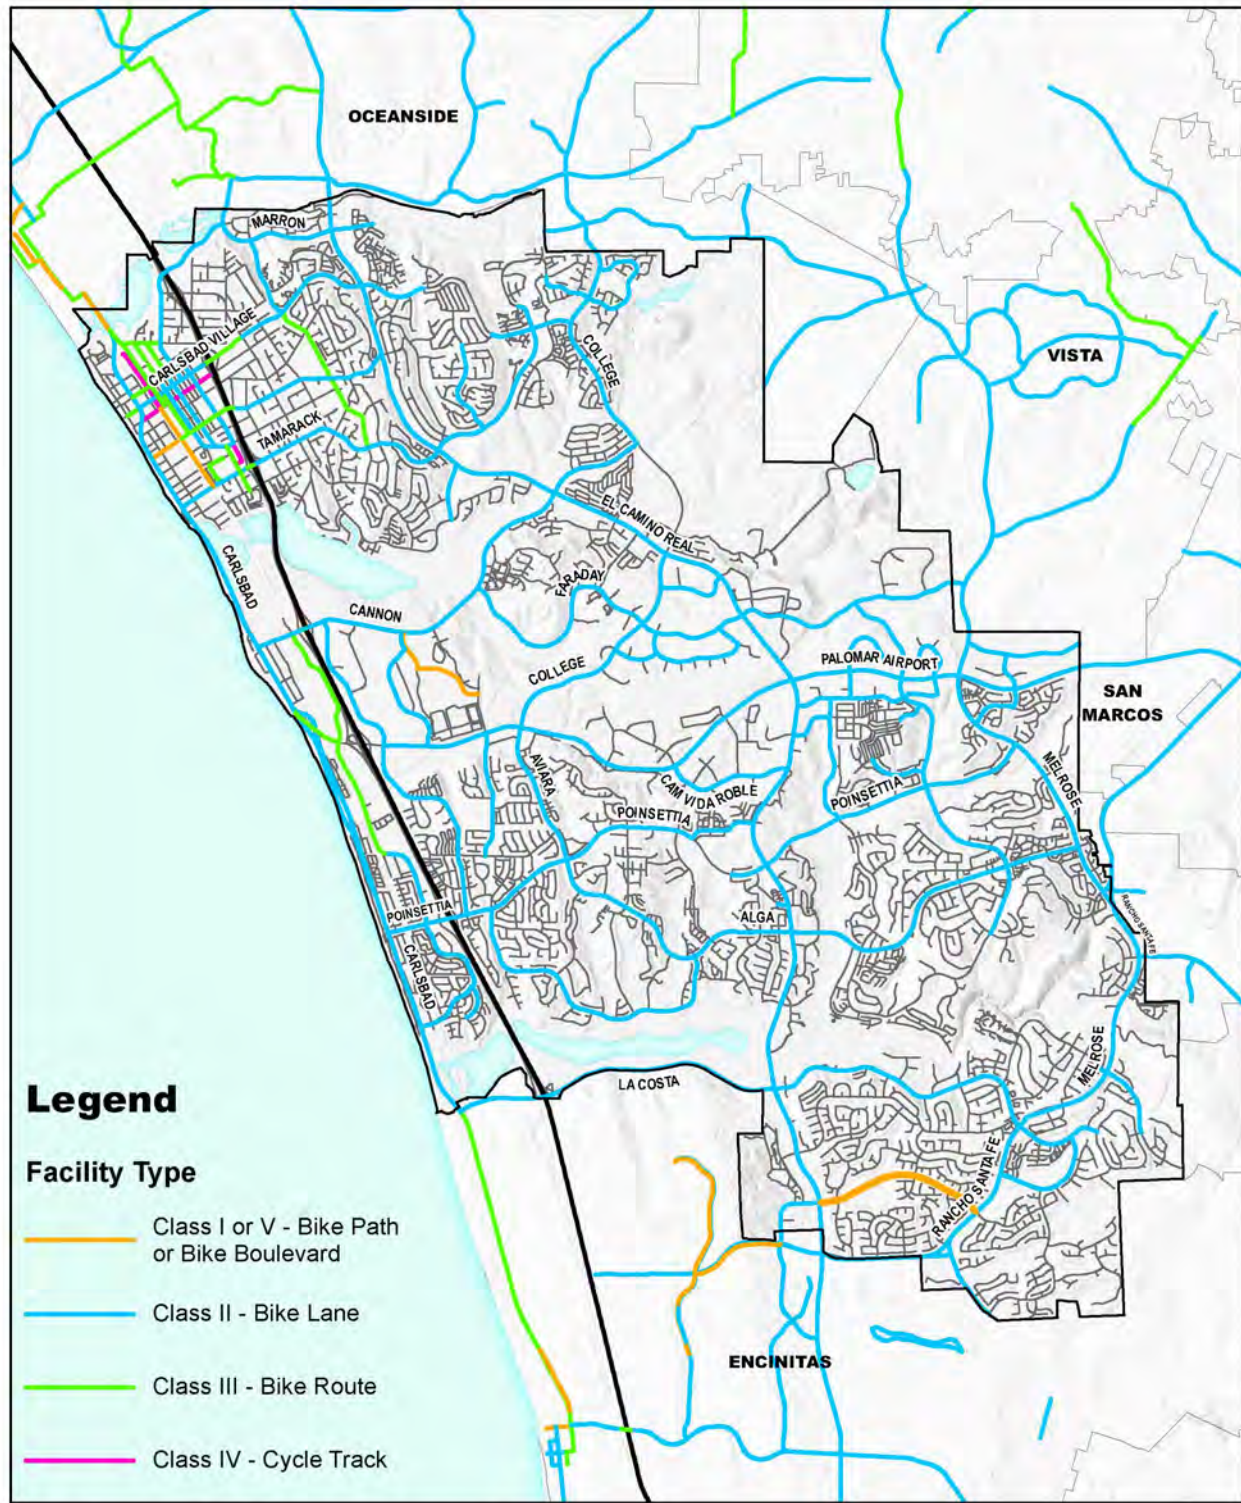 OCEANSIDE
MARRON
CARLSBAD VILLAGE
COLLEGE
VISTA
TAMARACK
EL CAMINO REAL
CARLSBAD
FARADAY
CANNON
COLLEGE
PALOMAR AIRPORT
SAN
MARCOS
AVIARA
MELROSE
CAM VIDA ROBLE
POINSETTIA
POINSETTIA
POINSETTIA
ALGA
RANCHO SANTA FE
CARLSBAD
MELROSE
LA COSTA
RANCHO SANTA FE
ENCINITAS
Legend
Facility Type
Class I or V - Bike Path
or Bike Boulevard
Class II - Bike Lane
Class III - Bike Route
Class IV - Cycle Track